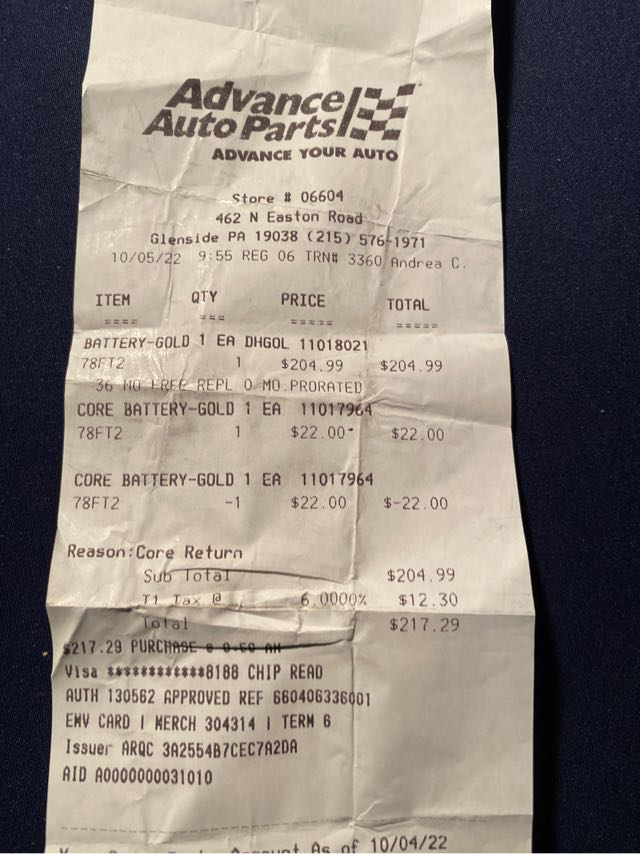 Advance
Auto Parts
ADVANCE YOUR AUTO
Store # 06604
462 N Easton Road
Glenside PA 19038 (215) 576-1971
10/05/22 9:55 REG 06 TRN# 3360 Andrea C.
ITEM QTY PRICE TOTAL
==== === ===== =====
BATTERY-GOLD 1 EA DHGOL 11018021
78FT2 1 $204.99 $204.99
36 MO.FREE REPL 0 MO.PRORATED
CORE BATTERY-GOLD 1 EA 11017964
78FT2 1 $22.00 $22.00
CORE BATTERY-GOLD 1 EA 11017964
78FT2 -1 $22.00 $-22.00
Reason:Core Return
Sub Total $204.99
T1 Tax @ 6.0000% $12.30
Total $217.29
$217.29 PURCHASE @ AM
Visa ************8188 CHIP READ
AUTH 130562 APPROVED REF 660406336001
EMV CARD | MERCH 304314 | TERM 6
Issuer ARQC 3A2554B7CEC7A2DA
AID A0000000031010
As of 10/04/22